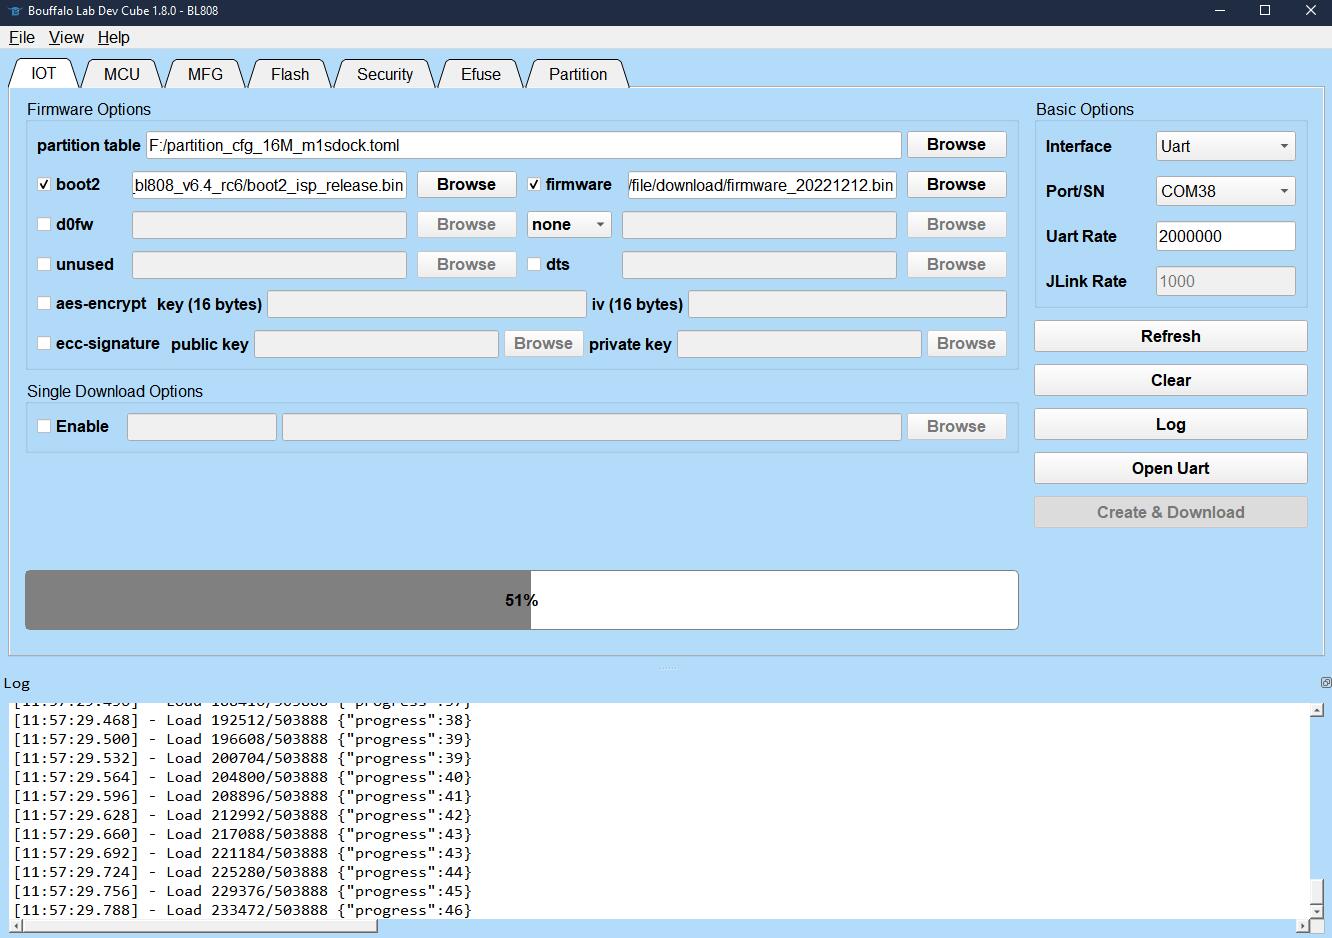 Bouffalo Lab Dev Cube 1.8.0 - BL808
File View Help
IOT MCU MFG Flash Security Efuse Partition
Firmware Options
partition table F:/partition_cfg_16M_m1sdock.toml Browse
boot2 _bl808_v6.4_rc6/boot2_isp_release.bin Browse firmware /file/download/firmware_20221212.bin Browse
d0fw Browse none Browse
unused Browse dts Browse
aes-encrypt key (16 bytes) iv (16 bytes)
ecc-signature public key Browse private key Browse
Single Download Options
Enable Browse
Basic Options
Interface Uart
Port/SN COM38
Uart Rate 2000000
JLink Rate 1000
Refresh
Clear
Log
Open Uart
Create & Download
51%
Log
[11:57:29.468] - Load 192512/503888 {"progress":38}
[11:57:29.500] - Load 196608/503888 {"progress":39}
[11:57:29.532] - Load 200704/503888 {"progress":39}
[11:57:29.564] - Load 204800/503888 {"progress":40}
[11:57:29.596] - Load 208896/503888 {"progress":41}
[11:57:29.628] - Load 212992/503888 {"progress":42}
[11:57:29.660] - Load 217088/503888 {"progress":43}
[11:57:29.692] - Load 221184/503888 {"progress":43}
[11:57:29.724] - Load 225280/503888 {"progress":44}
[11:57:29.756] - Load 229376/503888 {"progress":45}
[11:57:29.788] - Load 233472/503888 {"progress":46}